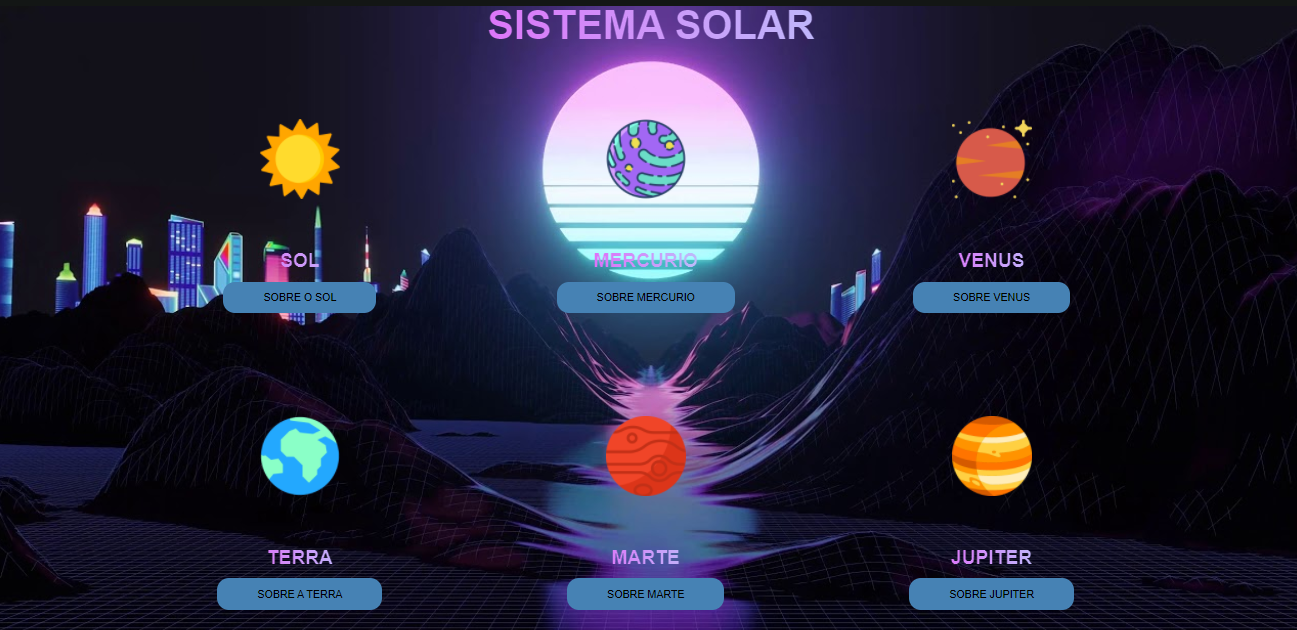 SISTEMA SOLAR
SOL
MERCURIO
VENUS
SOBRE O SOL
SOBRE MERCURIO
SOBRE VENUS
TERRA
MARTE
JUPITER
SOBRE A TERRA
SOBRE MARTE
SOBRE JUPITER